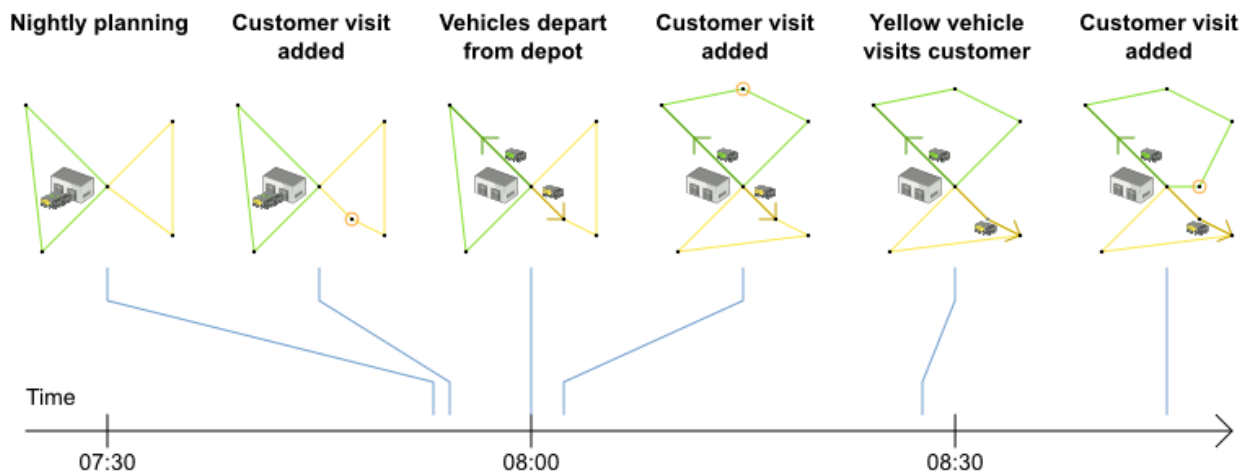 Nightly planning
Customer visit
added
Vehicles depart
from depot
Customer visit
added
Yellow vehicle
visits customer
Customer visit
added
Time
07:30
08:00
08:30